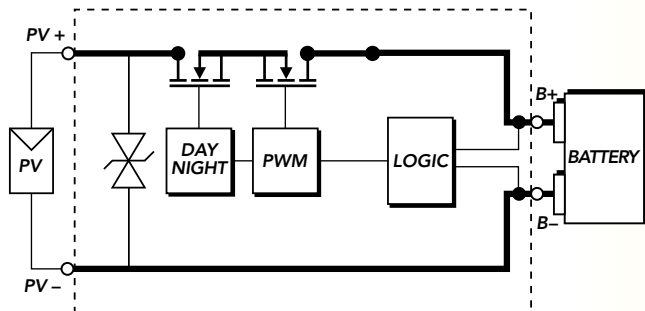 PV +
PV
DAY
NIGHT
PWM
LOGIC
B+
BATTERY
B–
PV –